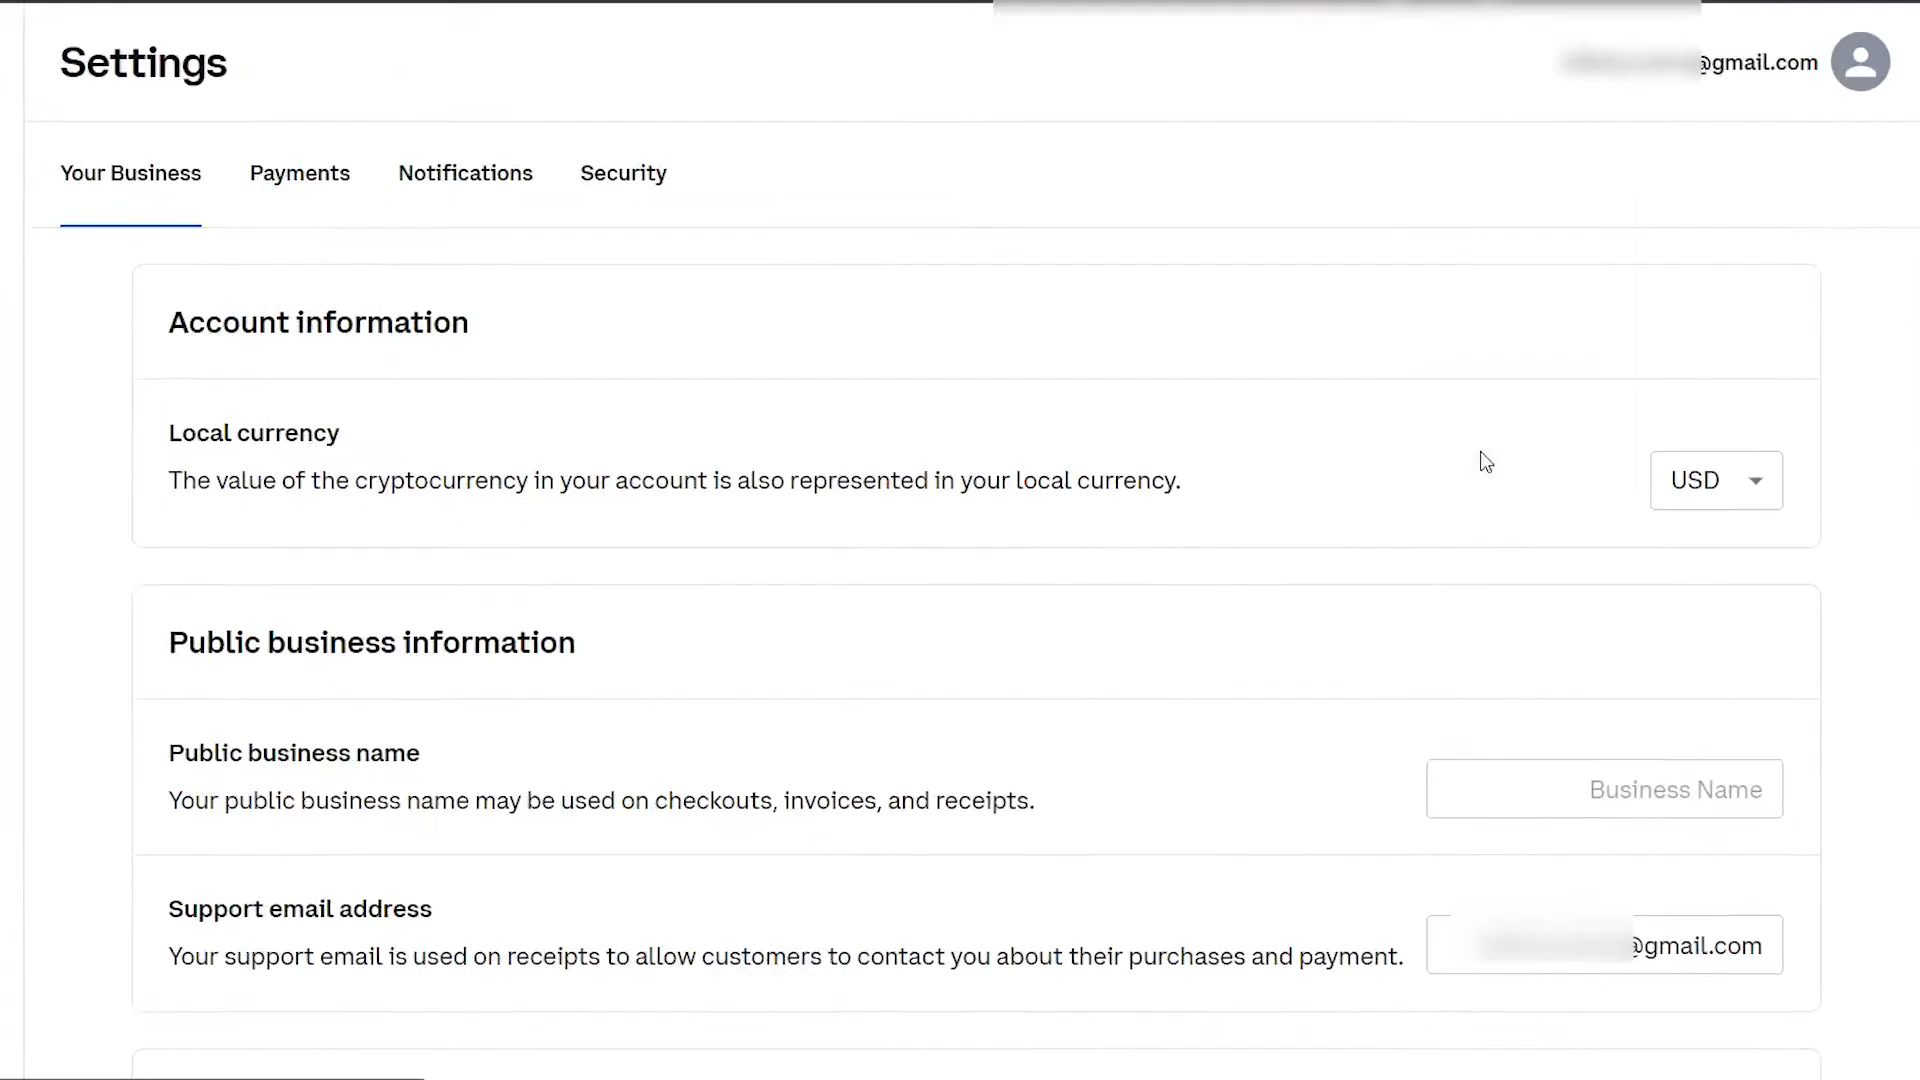 Settings
@gmail.com
Your Business Payments Notifications Security
Account information
Local currency
The value of the cryptocurrency in your account is also represented in your local currency.
USD
Public business information
Public business name
Your public business name may be used on checkouts, invoices, and receipts.
Business Name
Support email address
Your support email is used on receipts to allow customers to contact you about their purchases and payment.
@gmail.com